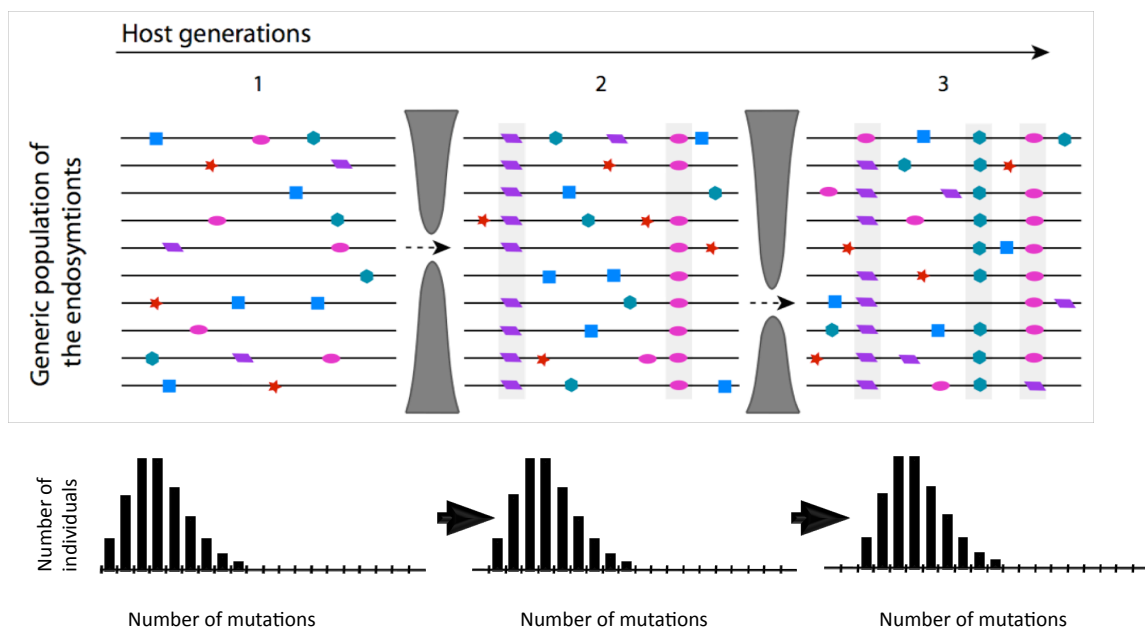 Host generations
1
2
3
Generic population of
the endosymtionts
Number of
individuals
Number of mutations
Number of mutations
Number of mutations